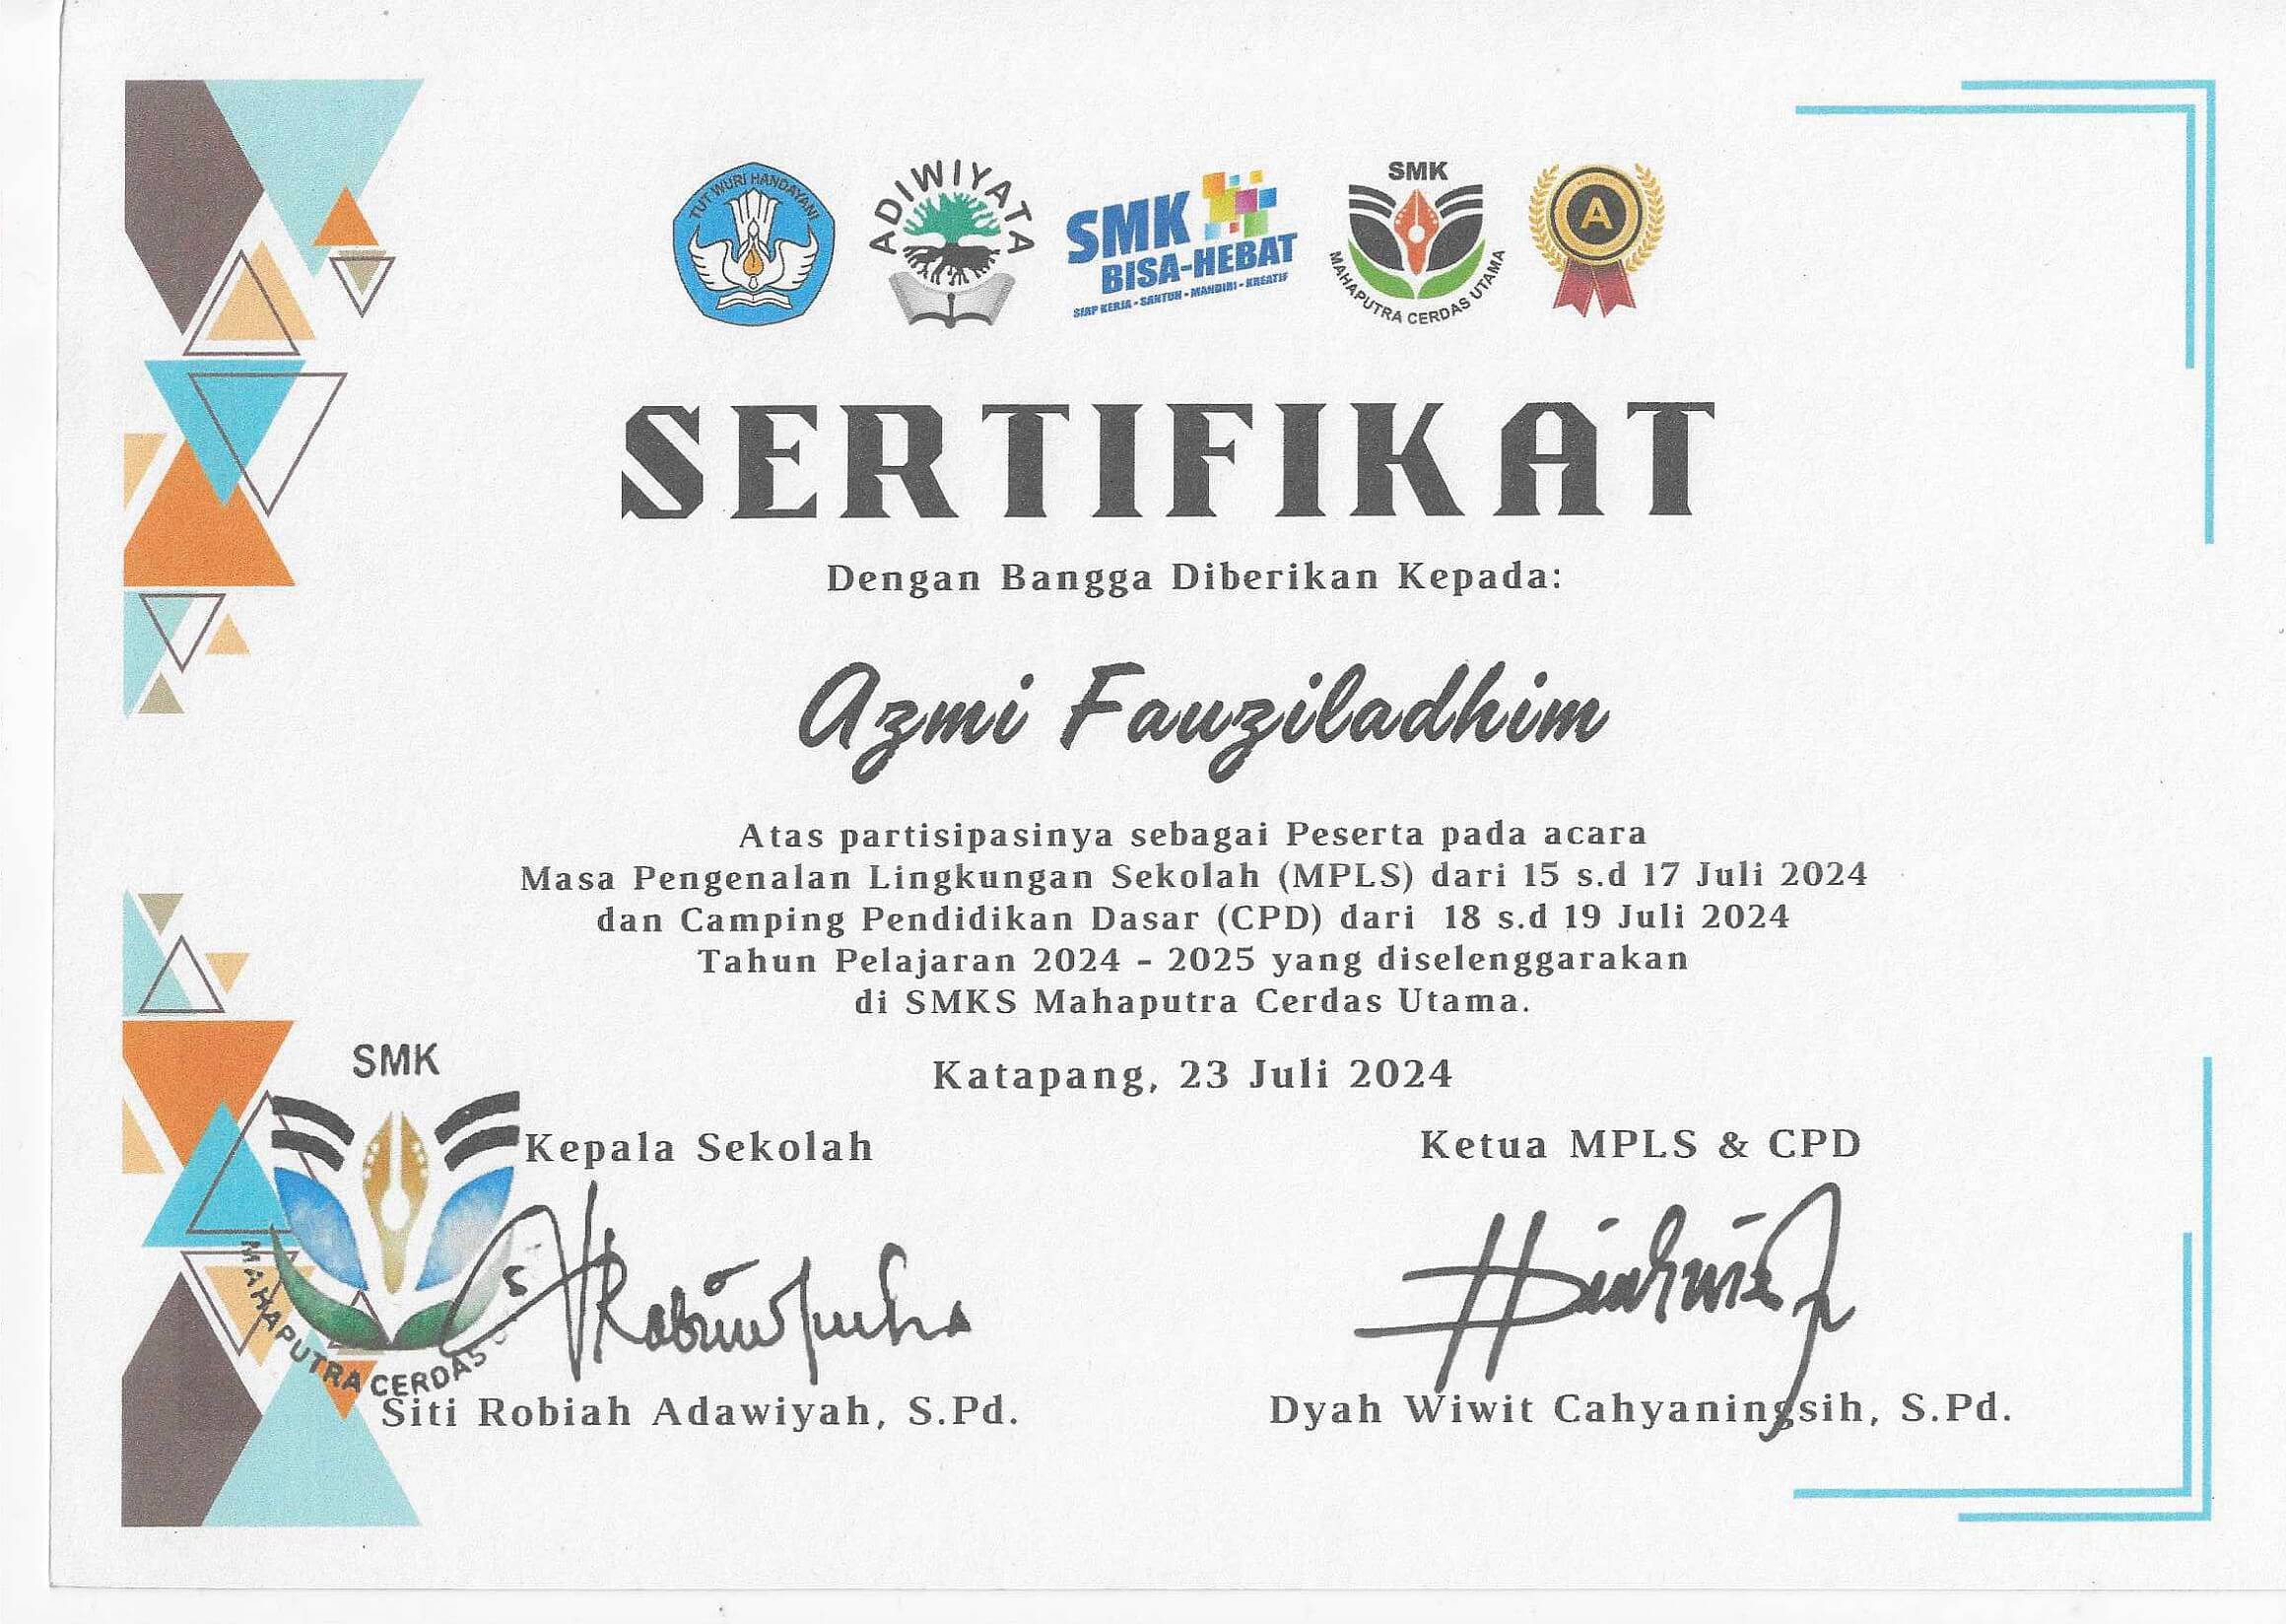 TUT WURI HANDAYANI
ADIWIYATA
SMK
BISA-HEBAT
SIAP KERJA - SANTUN - MANDIRI - KREATIF
SMK
MAHAPUTRA CERDAS UTAMA
A
SERTIFIKAT
Dengan Bangga Diberikan Kepada:
Azmi Fauziladhim
Atas partisipasinya sebagai Peserta pada acara
Masa Pengenalan Lingkungan Sekolah (MPLS) dari 15 s.d 17 Juli 2024
dan Camping Pendidikan Dasar (CPD) dari 18 s.d 19 Juli 2024
Tahun Pelajaran 2024 - 2025 yang diselenggarakan
di SMKS Mahaputra Cerdas Utama.
Katapang, 23 Juli 2024
SMK
MAHAPUTRA CERDAS
Kepala Sekolah
Ketua MPLS & CPD
Siti Robiah Adawiyah, S.Pd.
Dyah Wiwit Cahyaningsih, S.Pd.